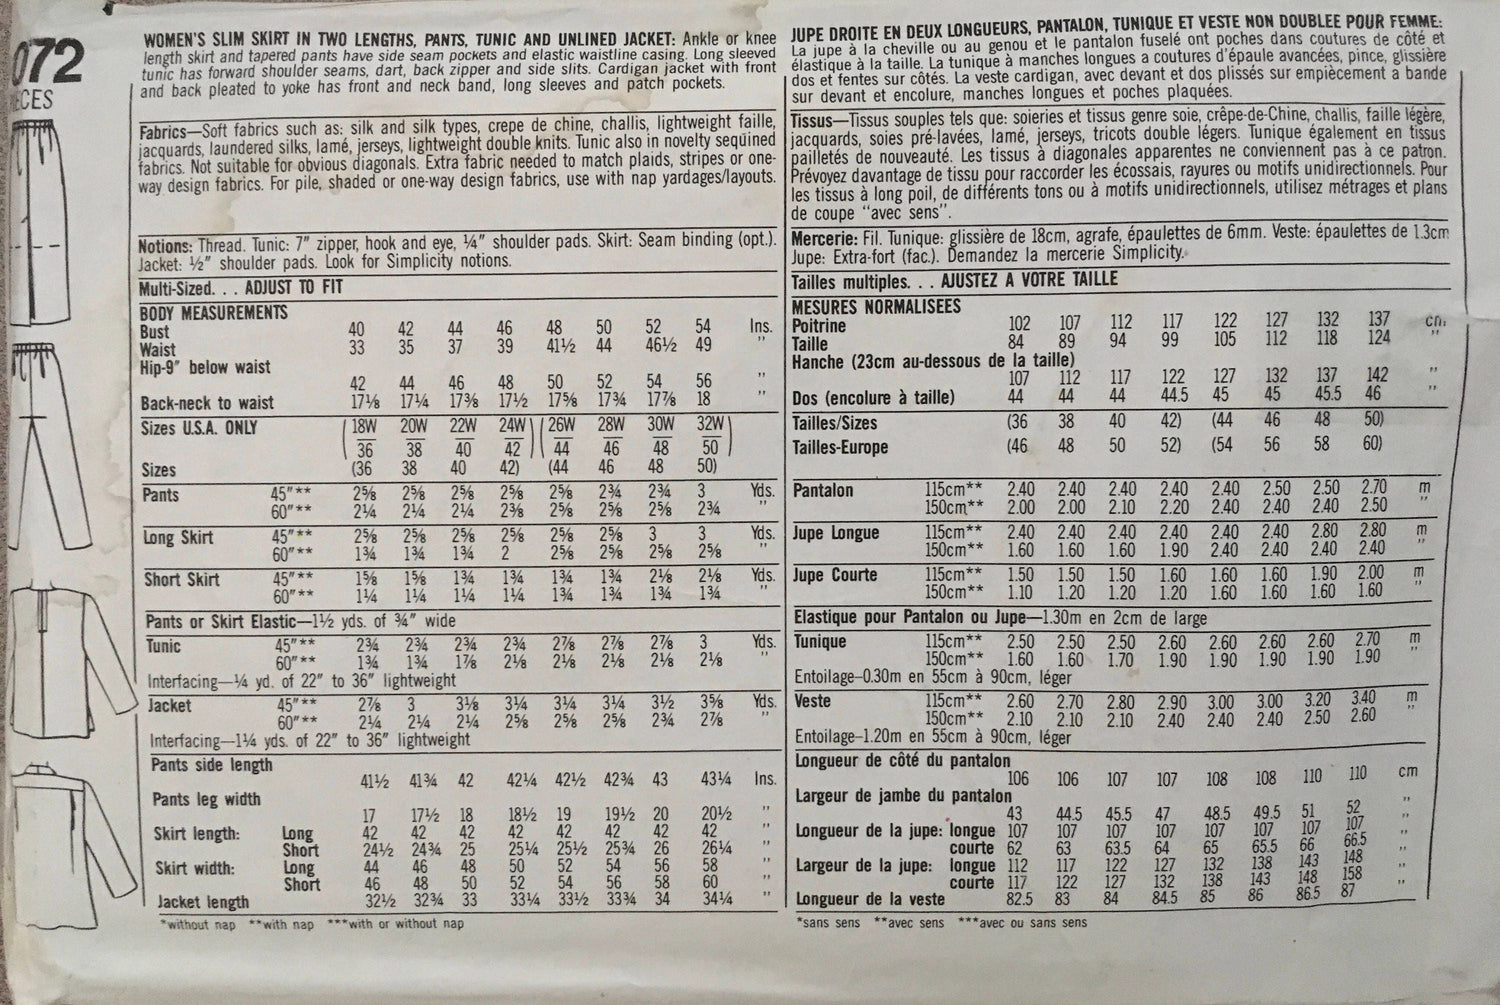 072
ECES
WOMEN'S SLIM SKIRT IN TWO LENGTHS, PANTS, TUNIC AND UNLINED JACKET: Ankle or knee
length skirt and tapered pants have side seam pockets and elastic waistline casing. Long sleeved
tunic has forward shoulder seams, dart, back zipper and side slits. Cardigan jacket with front
and back pleated to yoke has front and neck band, long sleeves and patch pockets.
Fabrics—Soft fabrics such as: silk and silk types, crepe de chine, challis, lightweight faille,
jacquards, laundered silks, lamé, jerseys, lightweight double knits. Tunic also in novelty sequined
fabrics. Not suitable for obvious diagonals. Extra fabric needed to match plaids, stripes or one-
way design fabrics. For pile, shaded or one-way design fabrics, use with nap yardages/layouts.
Notions: Thread. Tunic: 7" zipper, hook and eye, ¼" shoulder pads. Skirt: Seam binding (opt.).
Jacket: ½" shoulder pads. Look for Simplicity notions.
Multi-Sized. . . ADJUST TO FIT
BODY MEASUREMENTS
Bust 40 42 44 46 48 50 52 54 Ins.
Waist 33 35 37 39 41½ 44 46½ 49 "
Hip-9" below waist
42 44 46 48 50 52 54 56 "
Back-neck to waist 17⅛ 17¼ 17⅜ 17½ 17⅝ 17¾ 17⅞ 18 "
Sizes U.S.A. ONLY (18W 20W 22W 24W) (26W 28W 30W 32W)
36 38 40 42 44 46 48 50
Sizes (36 38 40 42) (44 46 48 50)
Pants 45"** 2⅝ 2⅝ 2⅝ 2⅝ 2⅝ 2¾ 2¾ 3 Yds.
60"** 2¼ 2¼ 2¼ 2⅜ 2⅝ 2⅝ 2⅝ 2¾ "
Long Skirt 45"** 2⅝ 2⅝ 2⅝ 2⅝ 2⅝ 2⅝ 3 3 Yds.
60"** 1¾ 1¾ 1¾ 2 2⅝ 2⅝ 2⅝ 2⅝ "
Short Skirt 45"** 1⅝ 1⅝ 1¾ 1¾ 1¾ 1¾ 2⅛ 2⅛ Yds.
60"** 1¼ 1¼ 1¼ 1¼ 1¾ 1¾ 1¾ 1¾ "
Pants or Skirt Elastic—1½ yds. of ¾" wide
Tunic 45"** 2¾ 2¾ 2¾ 2¾ 2⅞ 2⅞ 2⅞ 3 Yds.
60"** 1¾ 1¾ 1⅞ 2⅛ 2⅛ 2⅛ 2⅛ 2⅛ "
Interfacing—¼ yd. of 22" to 36" lightweight
Jacket 45"** 2⅞ 3 3⅛ 3¼ 3¼ 3¼ 3½ 3⅝ Yds.
60"** 2¼ 2¼ 2¼ 2⅝ 2⅝ 2⅝ 2¾ 2⅞ "
Interfacing—1¼ yds. of 22" to 36" lightweight
Pants side length
41½ 41¾ 42 42¼ 42½ 42¾ 43 43¼ Ins.
Pants leg width
17 17½ 18 18½ 19 19½ 20 20½ "
Skirt length: Long 42 42 42 42 42 42 42 42 "
Short 24½ 24¾ 25 25¼ 25½ 25¾ 26 26¼ "
Skirt width: Long 44 46 48 50 52 54 56 58 "
Short 46 48 50 52 54 56 58 60 "
Jacket length 32½ 32¾ 33 33¼ 33½ 33¾ 34 34¼ "
*without nap **with nap ***with or without nap
JUPE DROITE EN DEUX LONGUEURS, PANTALON, TUNIQUE ET VESTE NON DOUBLEE POUR FEMME:
La jupe à la cheville ou au genou et le pantalon fuselé ont poches dans coutures de côté et
élastique à la taille. La tunique à manches longues a coutures d'épaule avancées, pince, glissière
dos et fentes sur côtés. La veste cardigan, avec devant et dos plissés sur empiècement a bande
sur devant et encolure, manches longues et poches plaquées.
Tissus—Tissus souples tels que: soieries et tissus genre soie, crêpe-de-Chine, challis, faille légère,
jacquards, soies pré-lavées, lamé, jerseys, tricots double légers. Tunique également en tissus
pailletés de nouveauté. Les tissus à diagonales apparentes ne conviennent pas à ce patron.
Prévoyez davantage de tissu pour raccorder les écossais, rayures ou motifs unidirectionnels. Pour
les tissus à long poil, de différents tons ou à motifs unidirectionnels, utilisez métrages et plans
de coupe "avec sens".
Mercerie: Fil. Tunique: glissière de 18cm, agrafe, épaulettes de 6mm. Veste: épaulettes de 1.3cm
Jupe: Extra-fort (fac.). Demandez la mercerie Simplicity.
Tailles multiples. . . AJUSTEZ A VOTRE TAILLE
MESURES NORMALISEES
Poitrine 102 107 112 117 122 127 132 137 cm
Taille 84 89 94 99 105 112 118 124 "
Hanche (23cm au-dessous de la taille)
107 112 117 122 127 132 137 142 "
Dos (encolure à taille) 44 44 44 44.5 45 45 45.5 46 "
Tailles/Sizes (36 38 40 42) (44 46 48 50)
Tailles-Europe (46 48 50 52) (54 56 58 60)
Pantalon 115cm** 2.40 2.40 2.40 2.40 2.40 2.50 2.50 2.70 m
150cm** 2.00 2.00 2.10 2.20 2.40 2.40 2.40 2.50 "
Jupe Longue 115cm** 2.40 2.40 2.40 2.40 2.40 2.40 2.80 2.80 m
150cm** 1.60 1.60 1.60 1.90 2.40 2.40 2.40 2.40 "
Jupe Courte 115cm** 1.50 1.50 1.50 1.60 1.60 1.60 1.90 2.00 m
150cm** 1.10 1.20 1.20 1.20 1.60 1.60 1.60 1.60 "
Elastique pour Pantalon ou Jupe—1.30m en 2cm de large
Tunique 115cm** 2.50 2.50 2.50 2.60 2.60 2.60 2.60 2.70 m
150cm** 1.60 1.60 1.70 1.90 1.90 1.90 1.90 1.90 "
Entoilage-0.30m en 55cm à 90cm, léger
Veste 115cm** 2.60 2.70 2.80 2.90 3.00 3.00 3.20 3.40 m
150cm** 2.10 2.10 2.10 2.40 2.40 2.40 2.50 2.60 "
Entoilage-1.20m en 55cm à 90cm, léger
Longueur de côté du pantalon
106 106 107 107 108 108 110 110 cm
Largeur de jambe du pantalon
43 44.5 45.5 47 48.5 49.5 51 52 "
Longueur de la jupe: longue 107 107 107 107 107 107 107 107 "
courte 62 63 63.5 64 65 65.5 66 66.5
Largeur de la jupe: longue 112 117 122 127 132 138 143 148 "
courte 117 122 127 132 138 143 148 158 "
Longueur de la veste 82.5 83 84 84.5 85 86 86.5 87
*sans sens **avec sens ***avec ou sans sens